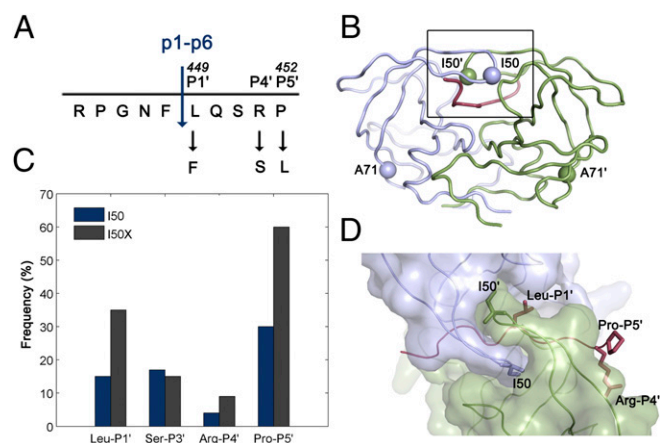 A
p1-p6
449 452
P1' P4' P5'
R P G N F L Q S R P
F S L
B
I50' I50
A71 A71'
C
70
60
50
40
30
20
10
0
Frequency (%)
I50
I50X
Leu-P1' Ser-P3' Arg-P4' Pro-P5'
D
I50' Leu-P1'
Pro-P5'
I50
Arg-P4'